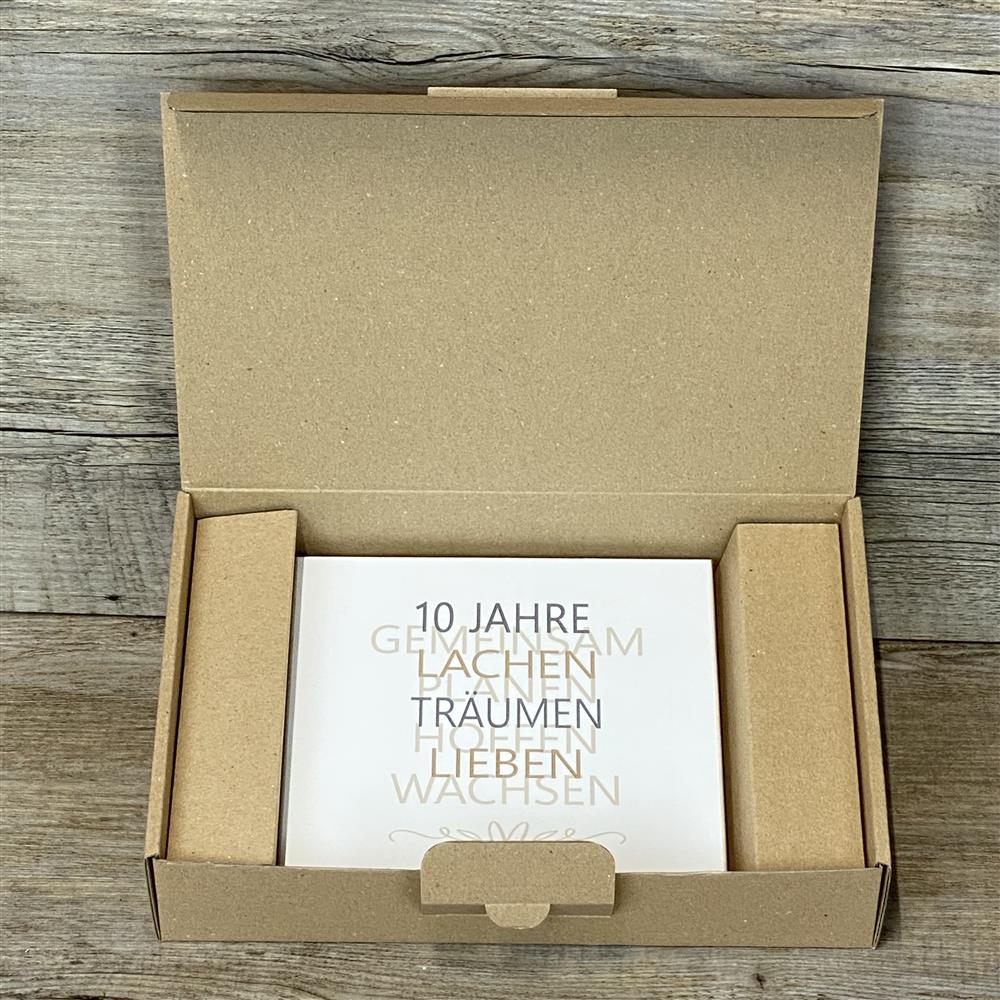 10 JAHRE
GEMEINSAM
LACHEN
PLANEN
TRÄUMEN
HOFFEN
LIEBEN
WACHSEN